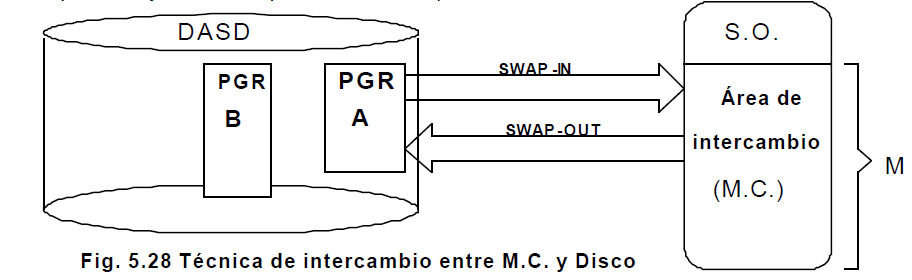 DASD
S.O.
PGR
B
PGR
A
SWAP-IN
SWAP-OUT
Área de
intercambio
(M.C.)
M
Fig. 5.28 Técnica de intercambio entre M.C. y Disco